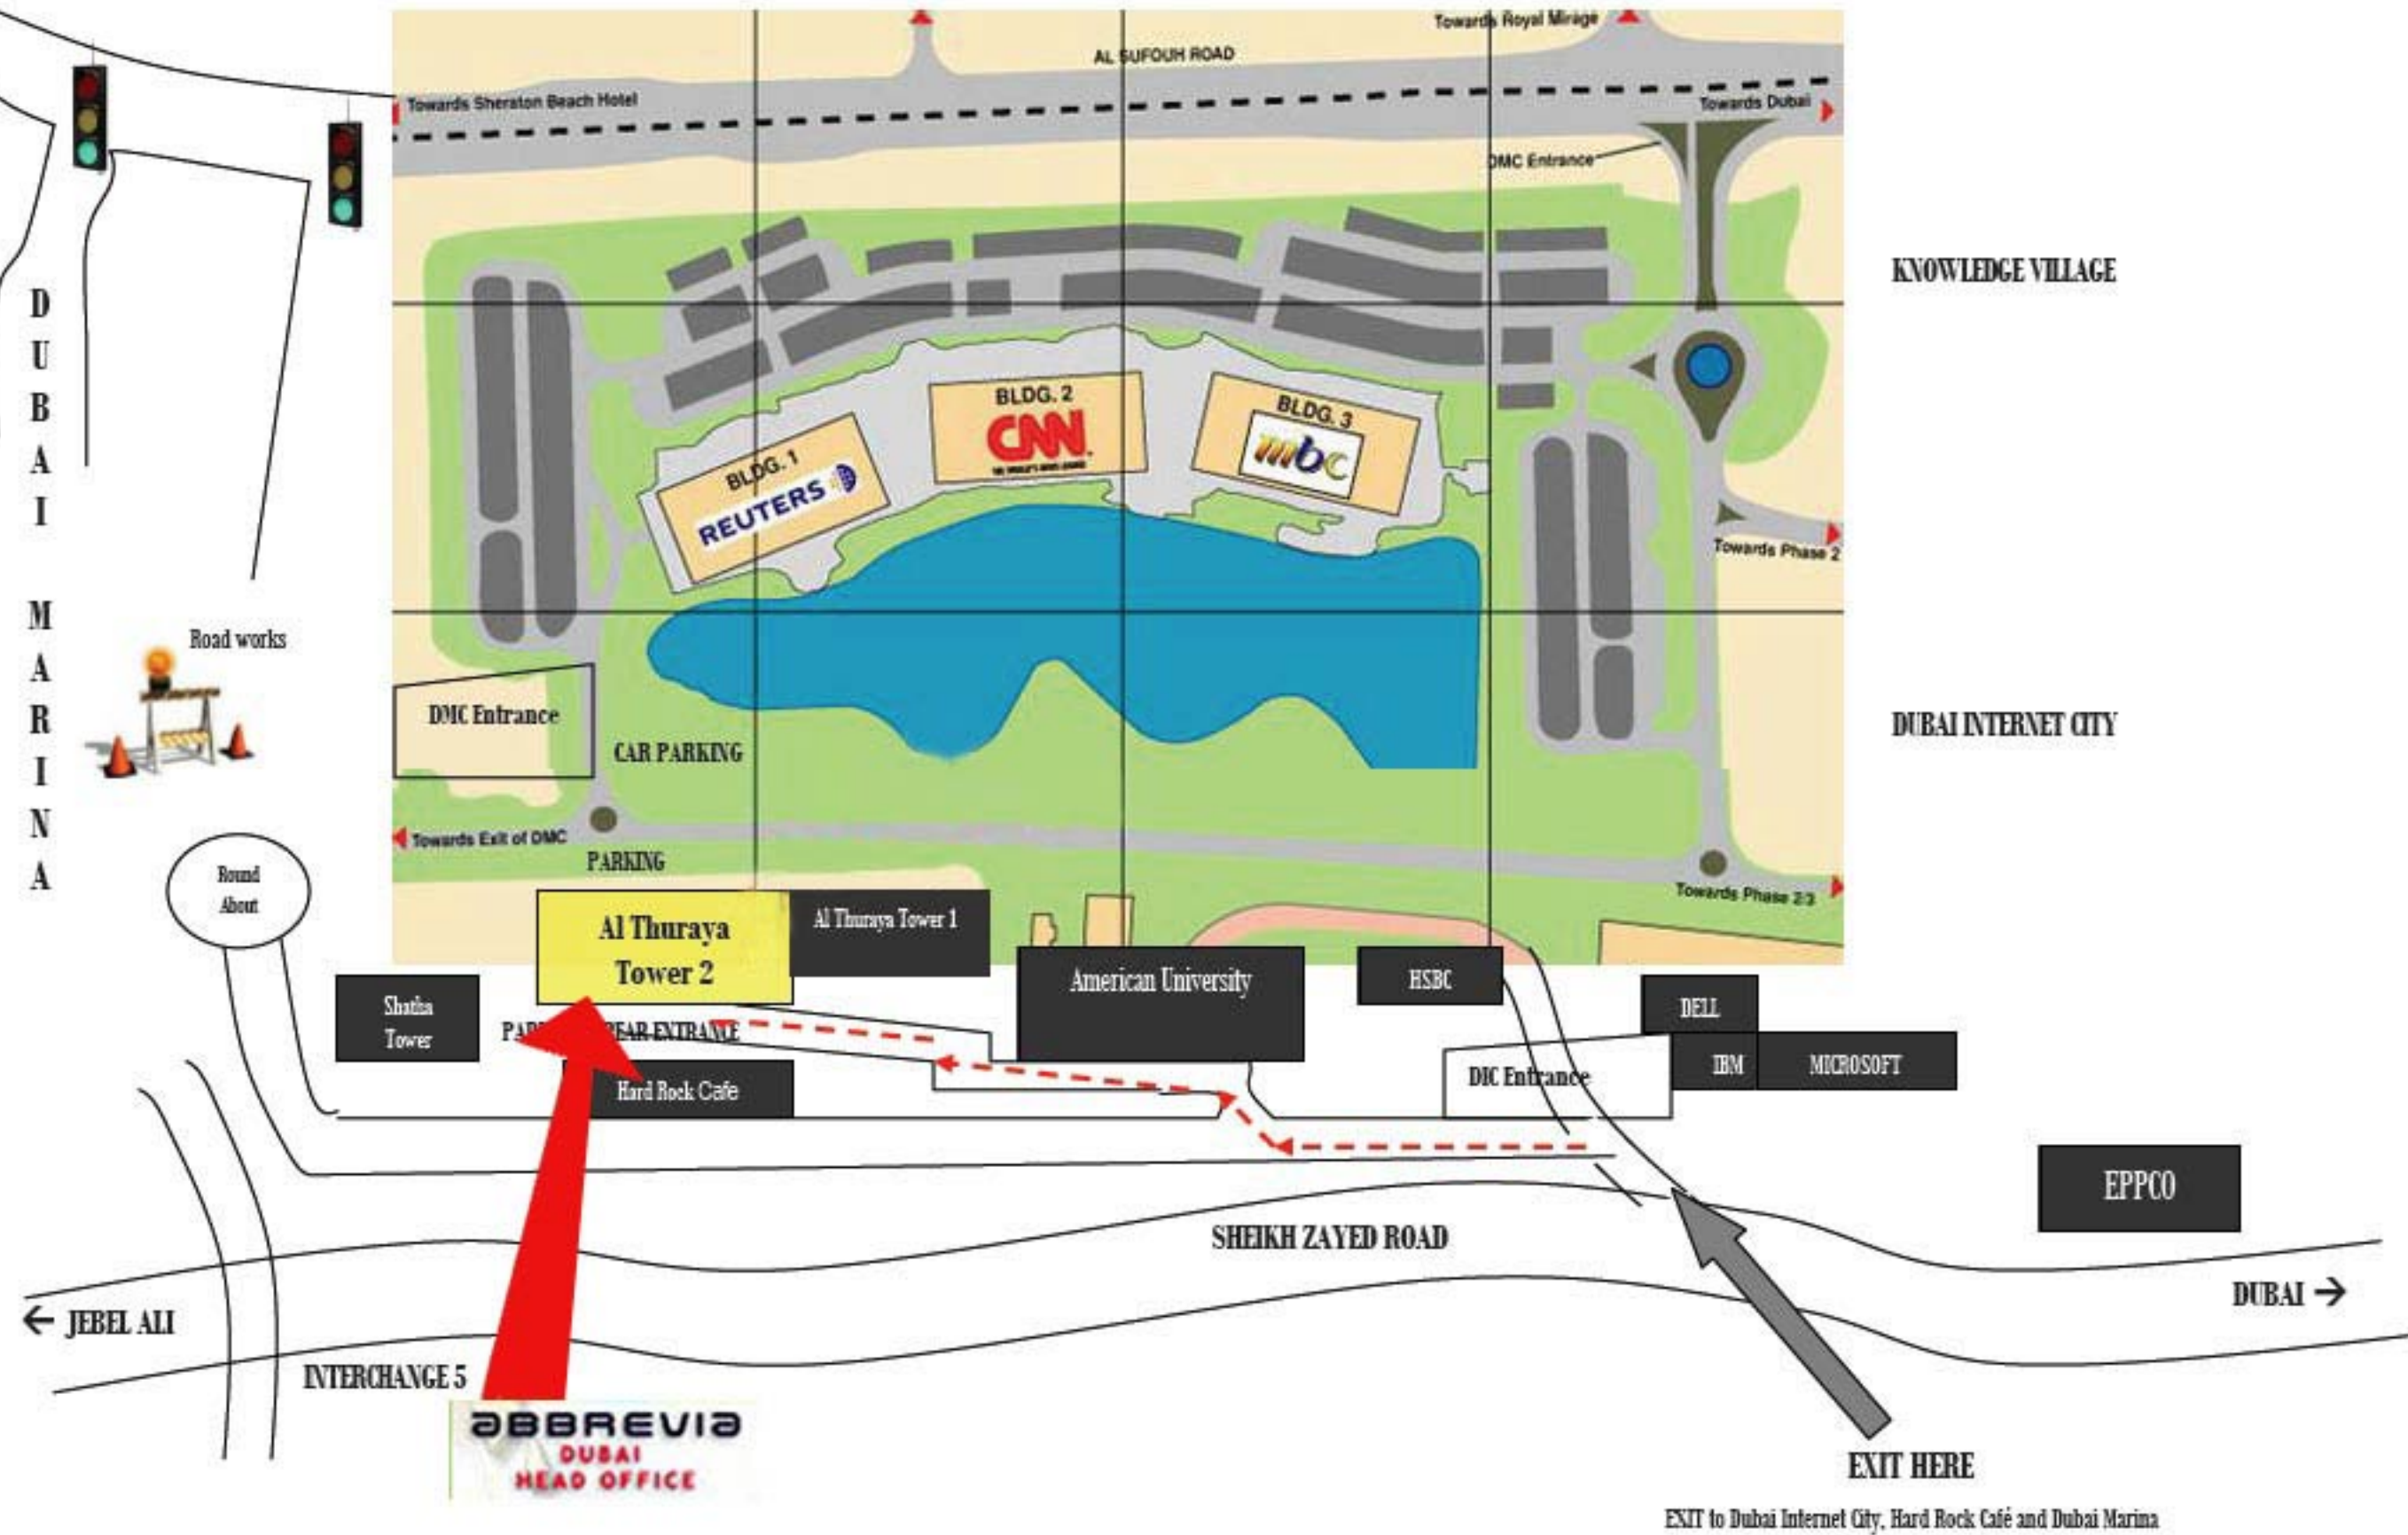 Towards Royal Mirage
AL SUFOUH ROAD
Towards Sheraton Beach Hotel
Towards Dubai
DMC Entrance
KNOWLEDGE VILLAGE
DUBAI MARINA
BLDG. 1
REUTERS
BLDG. 2
CNN
BLDG. 3
mbc
Towards Phase 2
Road works
DMC Entrance
CAR PARKING
DUBAI INTERNET CITY
Towards Exit of DMC
PARKING
Round
About
Towards Phase 2/3
Al Thuraya
Tower 2
Al Thuraya Tower 1
American University
HSBC
DELL
Shatha
Tower
REAR ENTRANCE
Hard Rock Cafe
DIC Entrance
IBM
MICROSOFT
EPPCO
SHEIKH ZAYED ROAD
← JEBEL ALI
DUBAI →
INTERCHANGE 5
ABBREVIA
DUBAI
HEAD OFFICE
EXIT HERE
EXIT to Dubai Internet City, Hard Rock Café and Dubai Marina